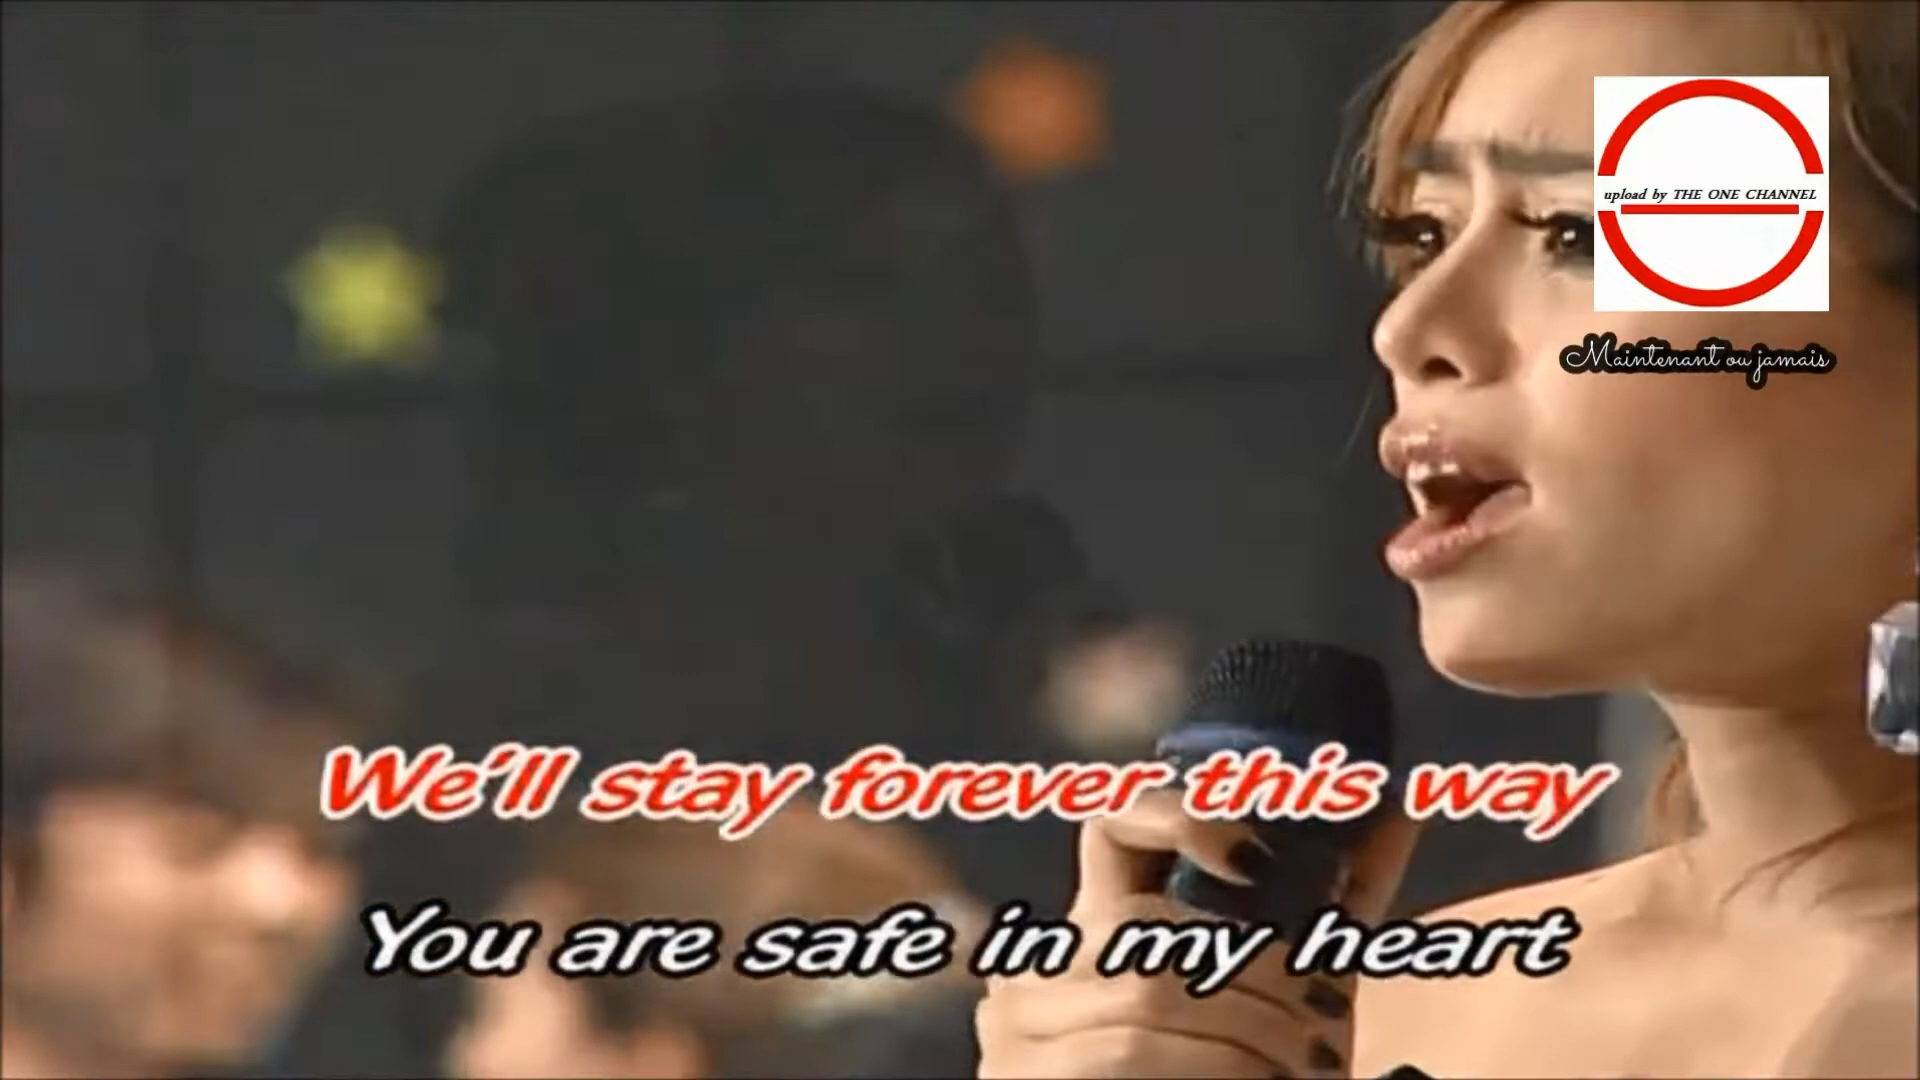 upload by THE ONE CHANNEL
Maintenant ou jamais
We'll stay forever this way
You are safe in my heart